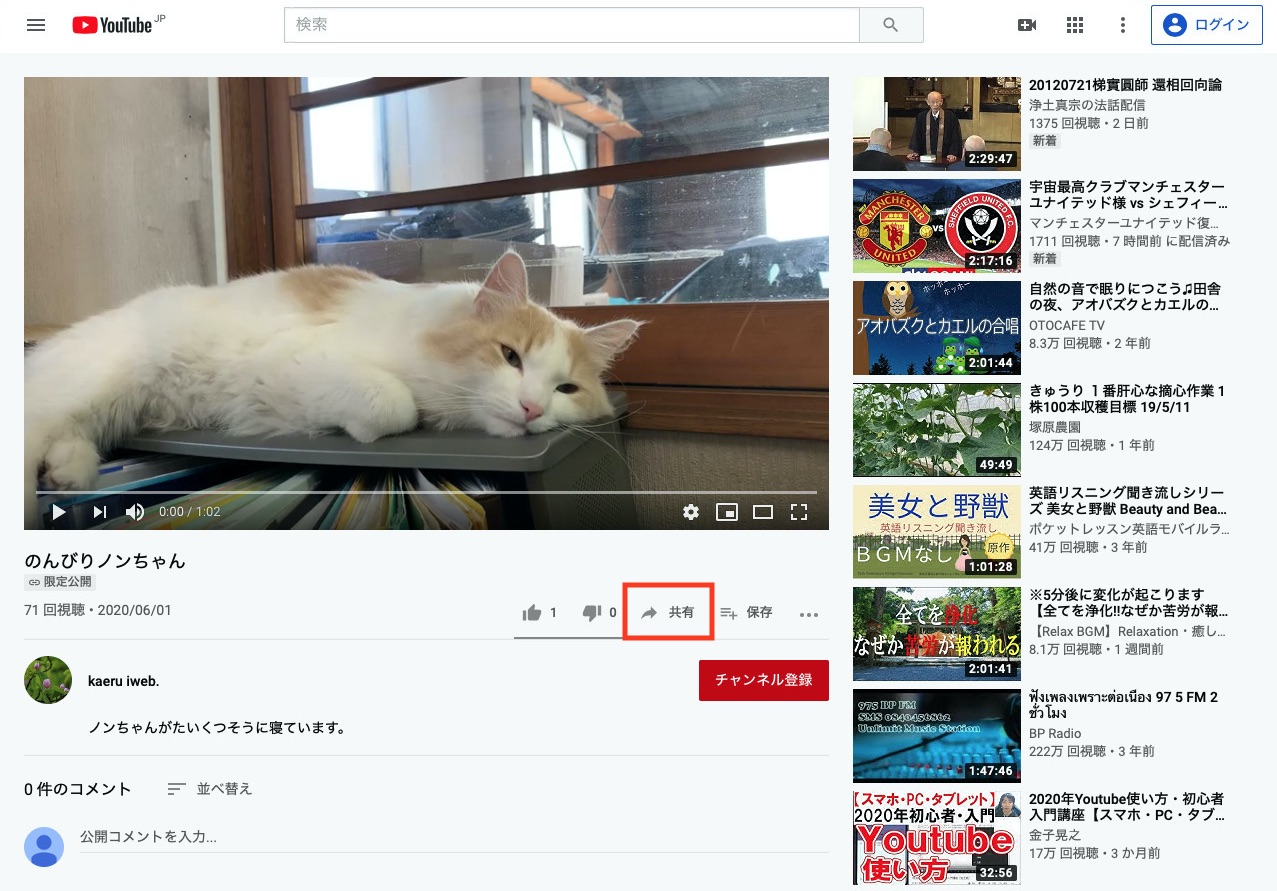 YouTube JP
検索
ログイン
0:00 / 1:02
のんびりノンちゃん
限定公開
71 回視聴・2020/06/01
1
0
共有
保存
kaeru iweb.
チャンネル登録
ノンちゃんがたいくつそうに寝ています。
0 件のコメント
並べ替え
公開コメントを入力...
2:29:47
20120721梯實圓師 還相回向論
浄土真宗の法話配信
1375 回視聴・2 日前
新着
MANCHESTER
UNITED
VS
SHEFFIELD UNITED F.C.
2:17:16
宇宙最高クラブマンチェスター
ユナイテッド様 vs シェフィー...
マンチェスターユナイテッド復...
1711 回視聴・7 時間前 に配信済み
新着
ホッホー
ホッホー
アオバズクとカエルの合唱
2:01:44
自然の音で眠りにつこう♫田舎
の夜、アオバズクとカエルの...
OTOCAFE TV
8.3万 回視聴・2 年前
49:49
きゅうり １番肝心な摘心作業 1
株100本収穫目標 19/5/11
塚原農園
124万 回視聴・1 年前
美女と野獣
英語リスニング聞き流し
BGMなし
原作
1:01:28
英語リスニング聞き流しシリー
ズ 美女と野獣 Beauty and Bea...
ポケットレッスン英語モバイルラ...
41万 回視聴・3 年前
全てを浄化
なぜか苦労が報われる
2:01:41
※5分後に変化が起こります
【全てを浄化!!なぜか苦労が報...
【Relax BGM】Relaxation・癒し...
8.1万 回視聴・1 週間前
975 BP FM
SMS 0840456862
Unlimit Music Station
1:47:46
ฟังเพลงเพราะต่อเนื่อง 97 5 FM 2
ชั่วโมง
BP Radio
222万 回視聴・3 年前
【スマホ・PC・タブレット】
2020年初心者・入門
Youtube
使い方
32:56
2020年Youtube使い方・初心者
入門講座【スマホ・PC・タブ...
金子晃之
17万 回視聴・3 か月前